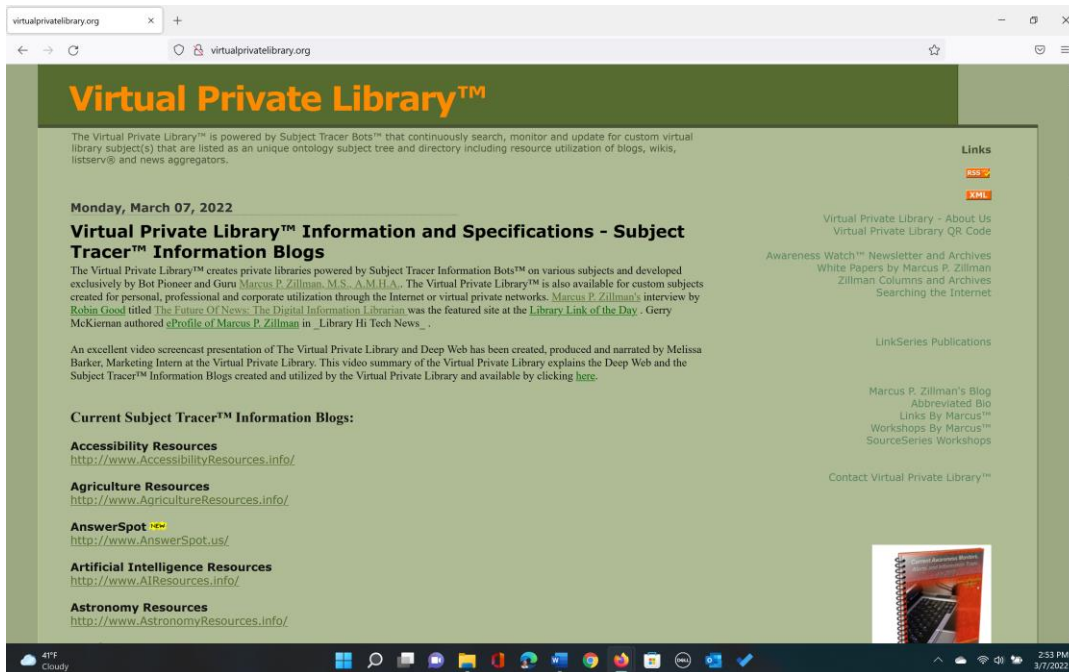 virtualprivatelibrary.org
virtualprivatelibrary.org
Virtual Private Library™
The Virtual Private Library™ is powered by Subject Tracer Bots™ that continuously search, monitor and update for custom virtual
library subject(s) that are listed as an unique ontology subject tree and directory including resource utilization of blogs, wikis,
listserv® and news aggregators.
Links
RSS
XML
Monday, March 07, 2022
Virtual Private Library™ Information and Specifications - Subject
Tracer™ Information Blogs
The Virtual Private Library™ creates private libraries powered by Subject Tracer Information Bots™ on various subjects and developed
exclusively by Bot Pioneer and Guru Marcus P. Zillman, M.S., A.M.H.A.. The Virtual Private Library™ is also available for custom subjects
created for personal, professional and corporate utilization through the Internet or virtual private networks. Marcus P. Zillman's interview by
Robin Good titled The Future Of News: The Digital Information Librarian was the featured site at the Library Link of the Day . Gerry
McKiernan authored eProfile of Marcus P. Zillman in _Library Hi Tech News_ .
An excellent video screencast presentation of The Virtual Private Library and Deep Web has been created, produced and narrated by Melissa
Barker, Marketing Intern at the Virtual Private Library. This video summary of the Virtual Private Library explains the Deep Web and the
Subject Tracer™ Information Blogs created and utilized by the Virtual Private Library and available by clicking here.
Current Subject Tracer™ Information Blogs:
Accessibility Resources
http://www.AccessibilityResources.info/
Agriculture Resources
http://www.AgricultureResources.info/
AnswerSpot NEW
http://www.AnswerSpot.us/
Artificial Intelligence Resources
http://www.AIResources.info/
Astronomy Resources
http://www.AstronomyResources.info/
Virtual Private Library - About Us
Virtual Private Library QR Code
Awareness Watch™ Newsletter and Archives
White Papers by Marcus P. Zillman
Zillman Columns and Archives
Searching the Internet
LinkSeries Publications
Marcus P. Zillman's Blog
Abbreviated Bio
Links By Marcus™
Workshops By Marcus™
SourceSeries Workshops
Contact Virtual Private Library™
41°F
Cloudy
DELL
2:53 PM
3/7/2022